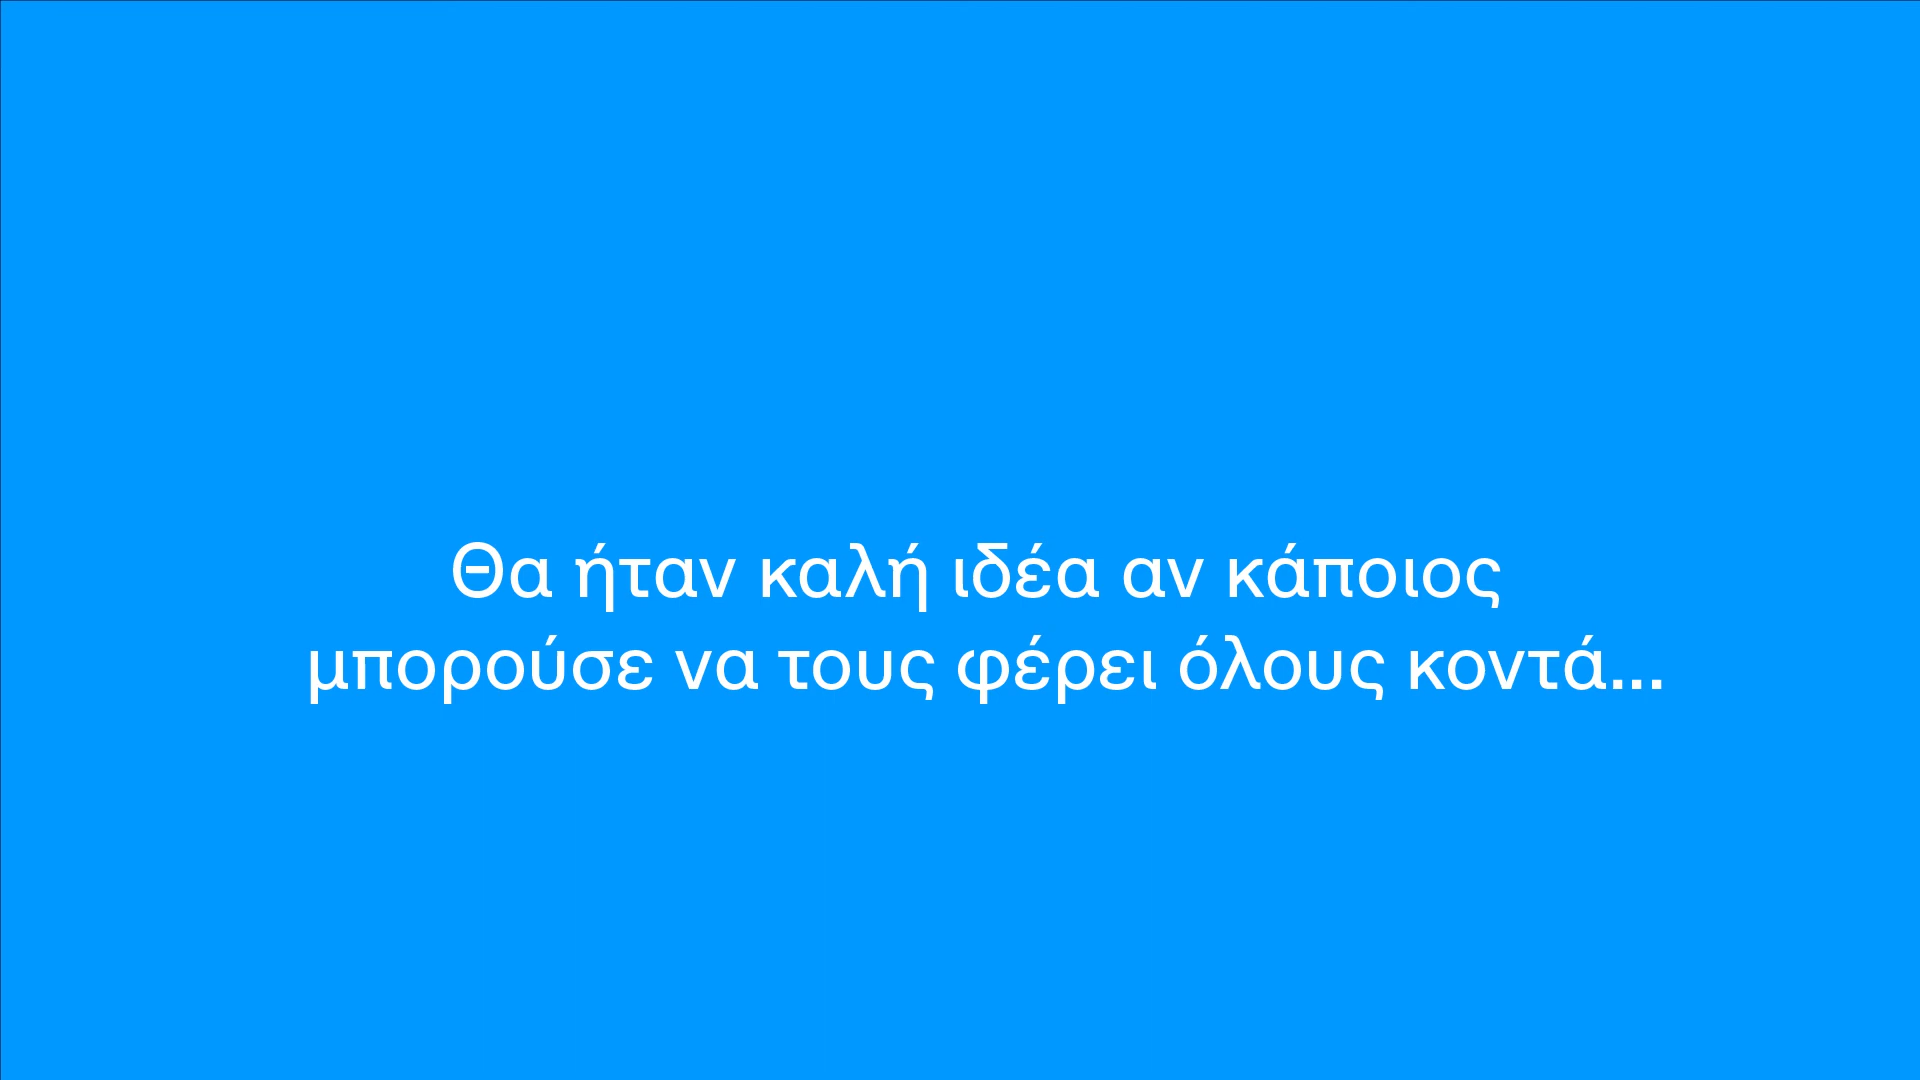 Θα ήταν καλή ιδέα αν κάποιος
μπορούσε να τους φέρει όλους κοντά...